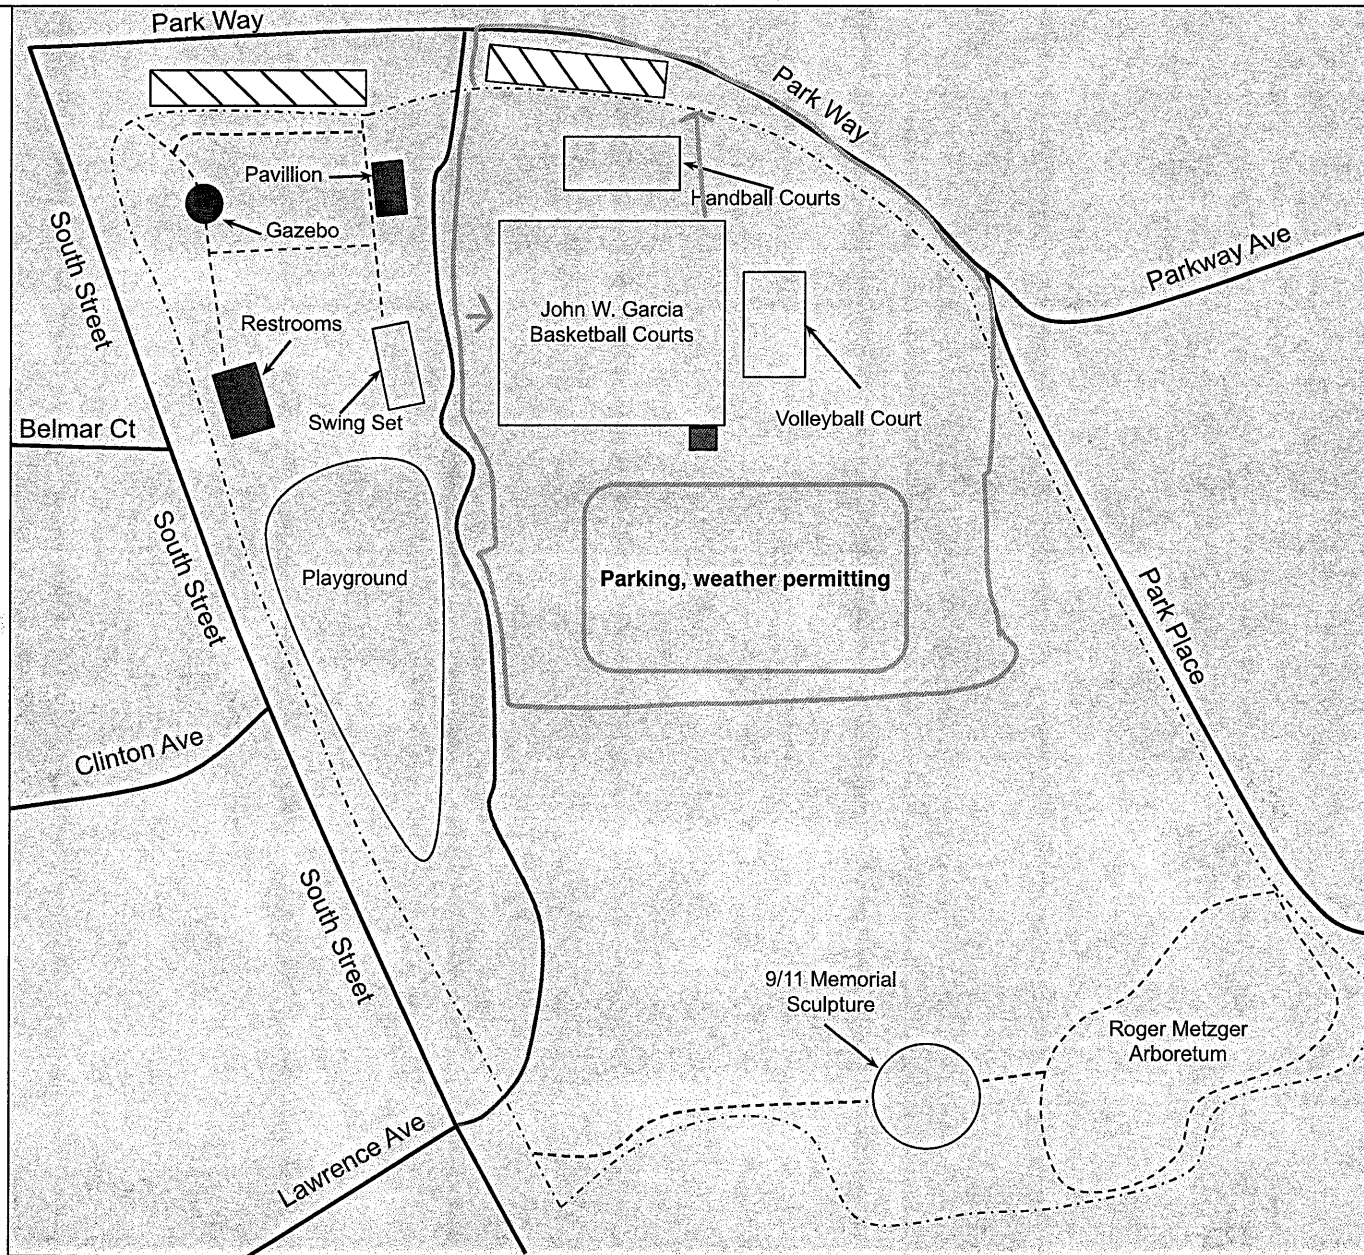 Park Way
Park Way
Pavillion
Handball Courts
Gazebo
South Street
Parkway Ave
John W. Garcia
Basketball Courts
Restrooms
Swing Set
Volleyball Court
Belmar Ct
South Street
Playground
Parking, weather permitting
Park Place
Clinton Ave
South Street
9/11 Memorial
Sculpture
Roger Metzger
Arboretum
Lawrence Ave